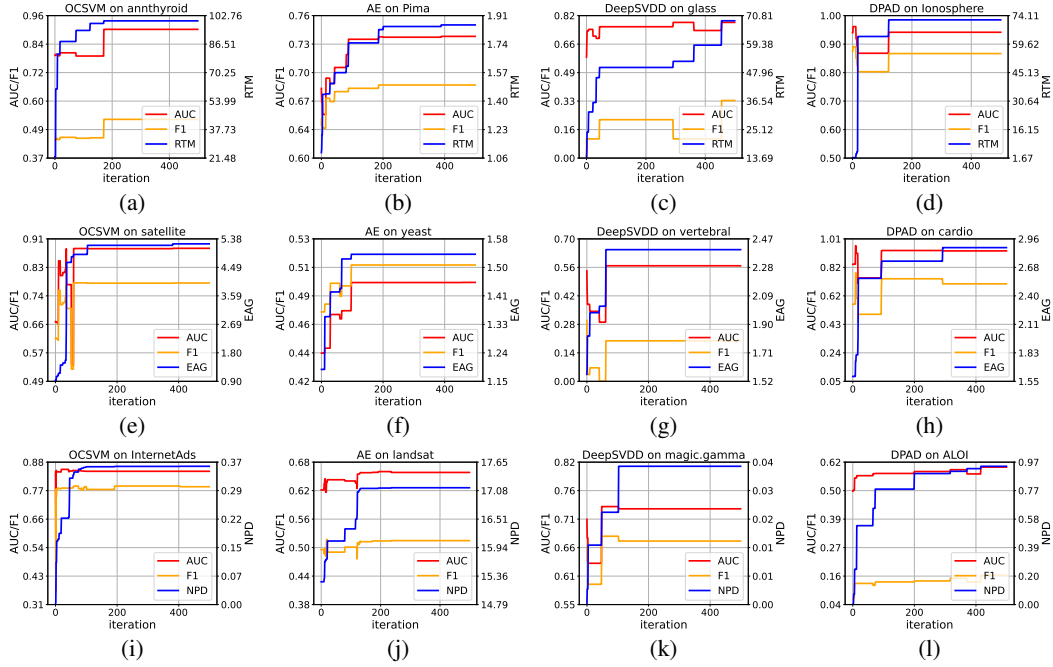 OCSVM on annthyroid
0.96 102.76
0.84 86.51
0.72 70.25
0.60 53.99
0.49 37.73
0.37 21.48
AUC/F1
RTM
AUC
F1
RTM
0 200 400
iteration
(a)
AE on Pima
0.76 1.91
0.73 1.74
0.70 1.57
0.67 1.40
0.64 1.23
0.60 1.06
AUC/F1
RTM
AUC
F1
RTM
0 200 400
iteration
(b)
DeepSVDD on glass
0.82 70.81
0.66 59.38
0.49 47.96
0.33 36.54
0.16 25.12
0.00 13.69
AUC/F1
RTM
AUC
F1
RTM
0 200 400
iteration
(c)
DPAD on Ionosphere
1.00 74.11
0.90 59.62
0.80 45.13
0.70 30.64
0.60 16.15
0.50 1.67
AUC/F1
RTM
AUC
F1
RTM
0 200 400
iteration
(d)
OCSVM on satellite
0.91 5.38
0.83 4.49
0.74 3.59
0.66 2.69
0.57 1.80
0.49 0.90
AUC/F1
EAG
AUC
F1
EAG
0 200 400
iteration
(e)
AE on yeast
0.53 1.58
0.51 1.50
0.49 1.41
0.46 1.33
0.44 1.24
0.42 1.15
AUC/F1
EAG
AUC
F1
EAG
0 200 400
iteration
(f)
DeepSVDD on vertebral
0.70 2.47
0.56 2.28
0.42 2.09
0.28 1.90
0.14 1.71
0.00 1.52
AUC/F1
EAG
AUC
F1
EAG
0 200 400
iteration
(g)
DPAD on cardio
1.01 2.96
0.82 2.68
0.62 2.40
0.43 2.11
0.24 1.83
0.05 1.55
AUC/F1
EAG
AUC
F1
EAG
0 200 400
iteration
(h)
OCSVM on InternetAds
0.88 0.37
0.77 0.29
0.66 0.22
0.54 0.15
0.43 0.07
0.31 0.00
AUC/F1
NPD
AUC
F1
NPD
0 200 400
iteration
(i)
AE on landsat
0.68 17.65
0.62 17.08
0.56 16.51
0.50 15.94
0.44 15.36
0.38 14.79
AUC/F1
NPD
AUC
F1
NPD
0 200 400
iteration
(j)
DeepSVDD on magic.gamma
0.82 0.04
0.76 0.03
0.71 0.02
0.66 0.01
0.61 0.01
0.55 0.00
AUC/F1
NPD
AUC
F1
NPD
0 200 400
iteration
(k)
DPAD on ALOI
0.62 0.97
0.51 0.77
0.39 0.58
0.27 0.39
0.16 0.20
0.04 0.00
AUC/F1
NPD
AUC
F1
NPD
0 200 400
iteration
(l)